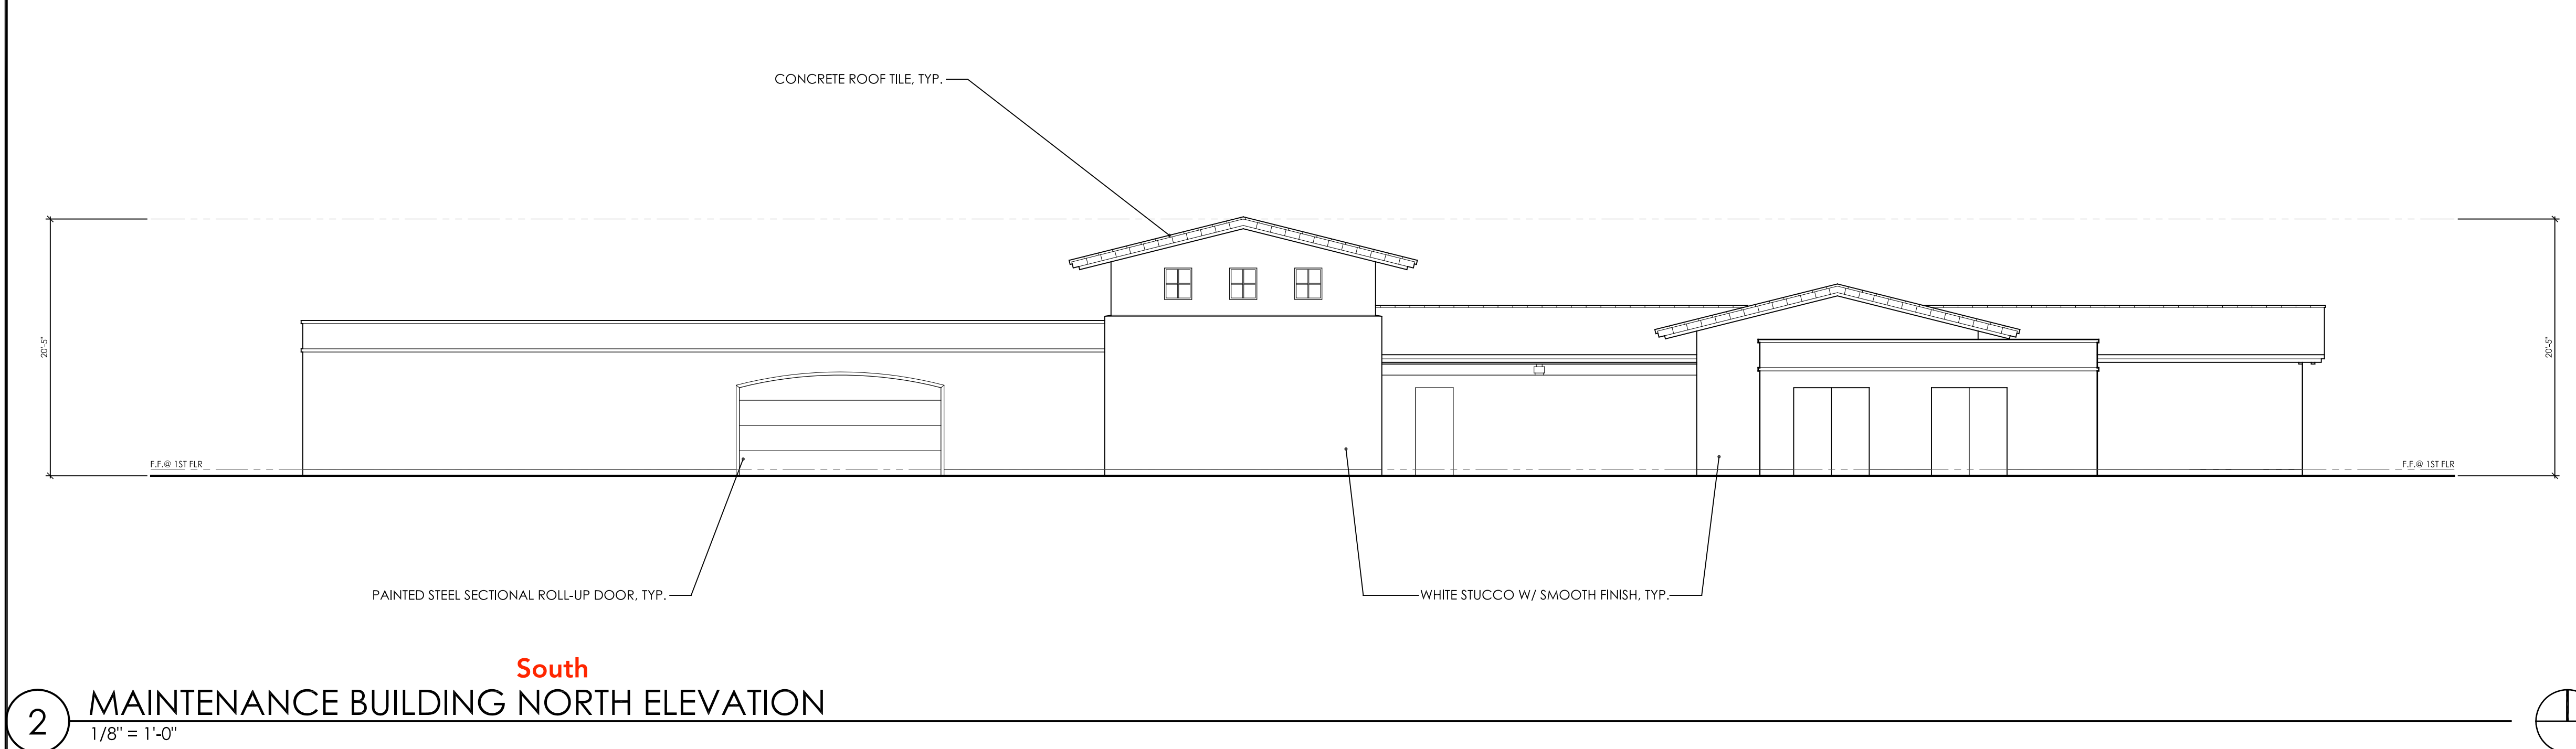 CONCRETE ROOF TILE, TYP.
20'-5"
20'-5"
F.F.@ 1ST FLR
F.F.@ 1ST FLR
PAINTED STEEL SECTIONAL ROLL-UP DOOR, TYP.
WHITE STUCCO W/ SMOOTH FINISH, TYP.
South
2
MAINTENANCE BUILDING NORTH ELEVATION
1/8" = 1'-0"